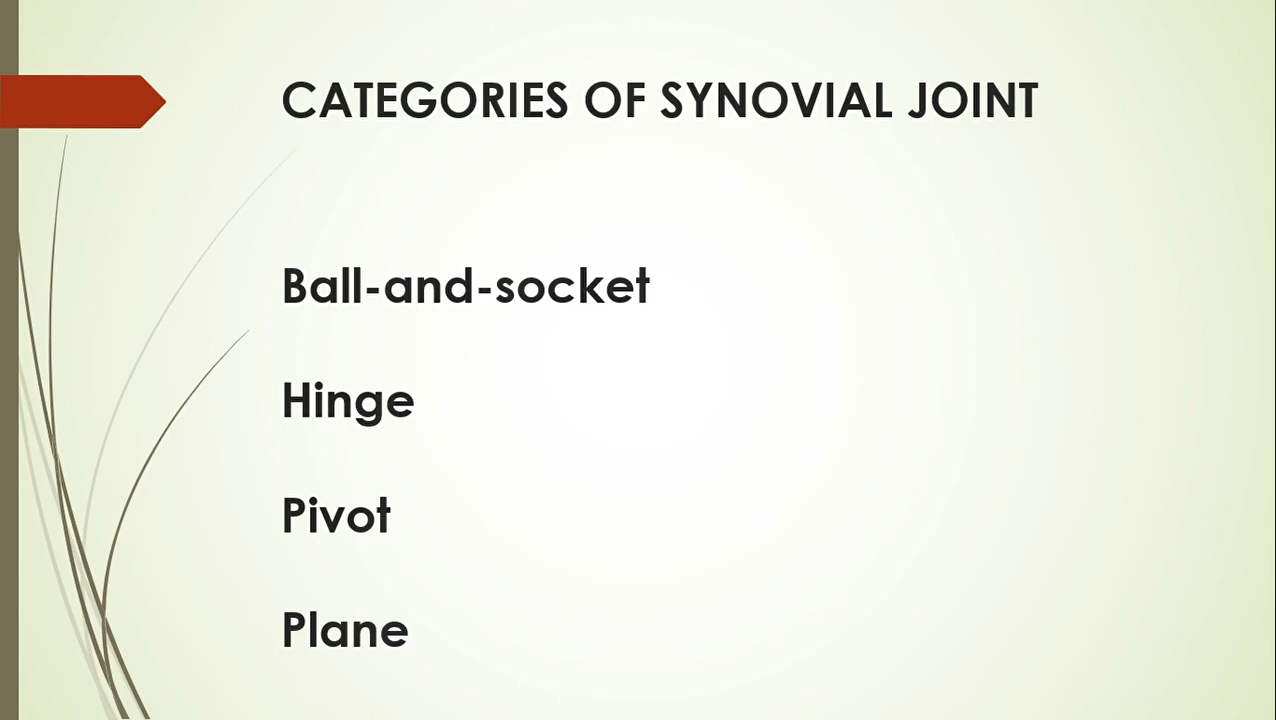 CATEGORIES OF SYNOVIAL JOINT
Ball-and-socket
Hinge
Pivot
Plane